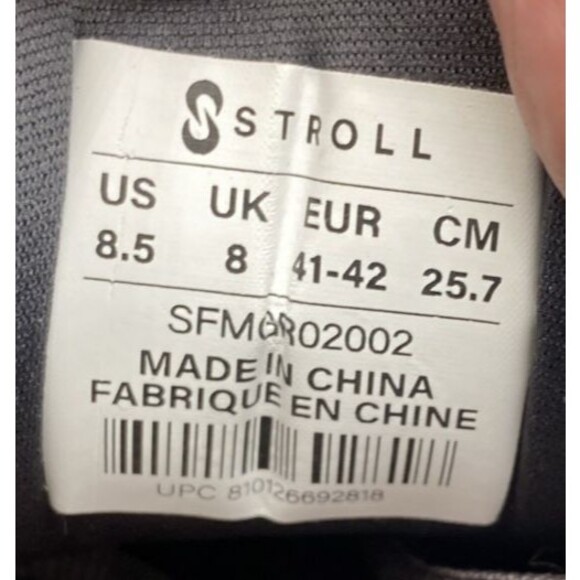 STROLL
US UK EUR CM
8.5 8 41-42 25.7
SFMGR02002
MADE IN CHINA
FABRIQUE EN CHINE
UPC 810126692818